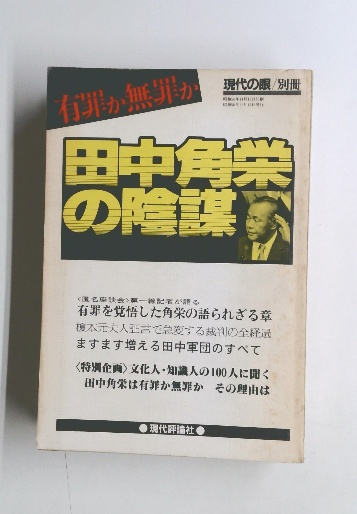 現代の眼/別冊
有罪か無罪か
田中角栄
の陰謀
〈匿名座談会〉第一線記者が語る
有罪を覚悟した角栄の語られざる章
榎本元夫人証言で急変する裁判の全経過
ますます増える田中軍団のすべて
〈特別企画〉文化人・知識人の100人に聞く
田中角栄は有罪か無罪か その理由は
●現代評論社●